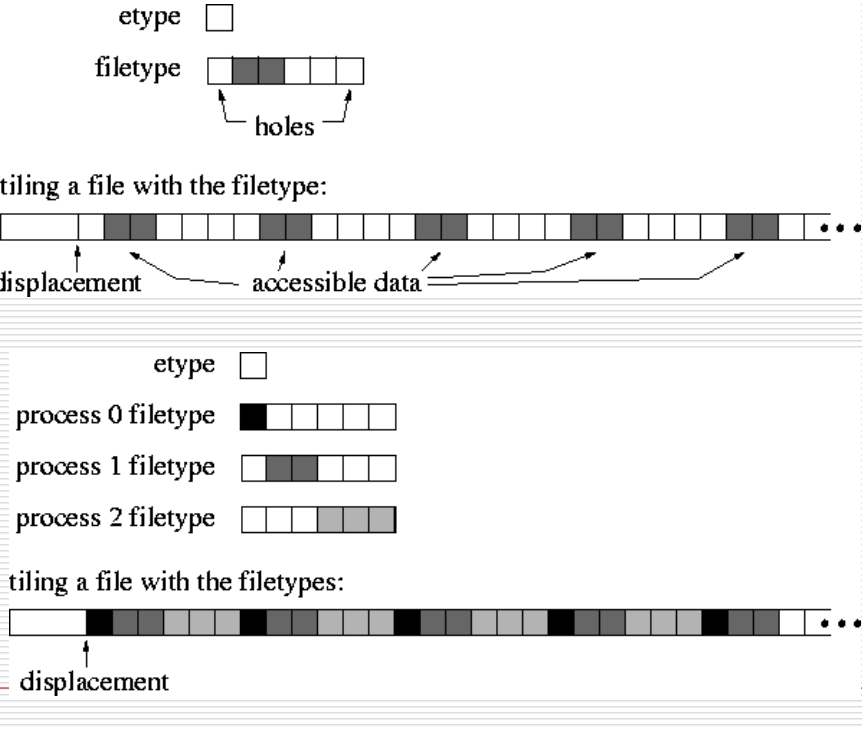 etype
filetype
holes
tiling a file with the filetype:
displacement
accessible data
etype
process 0 filetype
process 1 filetype
process 2 filetype
tiling a file with the filetypes:
displacement